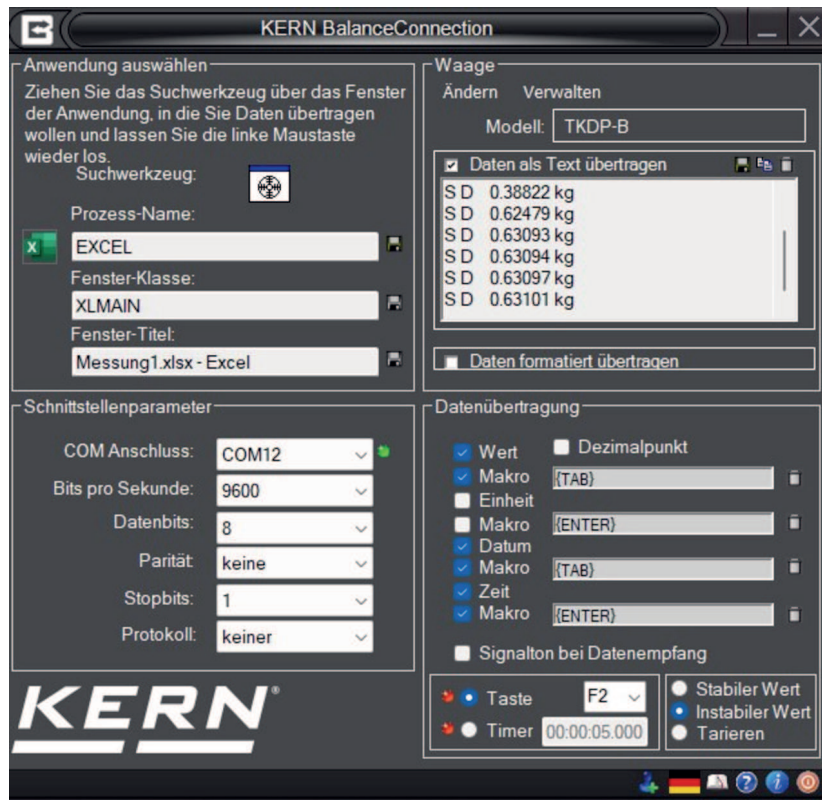 KERN BalanceConnection
Anwendung auswählen
Ziehen Sie das Suchwerkzeug über das Fenster
der Anwendung, in die Sie Daten übertragen
wollen und lassen Sie die linke Maustaste
wieder los.
Suchwerkzeug:
Prozess-Name:
EXCEL
Fenster-Klasse:
XLMAIN
Fenster-Titel:
Messung1.xlsx - Excel
Waage
Ändern Verwalten
Modell: TKDP-B
Daten als Text übertragen
S D 0.38822 kg
S D 0.62479 kg
S D 0.63093 kg
S D 0.63094 kg
S D 0.63097 kg
S D 0.63101 kg
Daten formatiert übertragen
Schnittstellenparameter
COM Anschluss: COM12
Bits pro Sekunde: 9600
Datenbits: 8
Parität: keine
Stopbits: 1
Protokoll: keiner
KERN
Datenübertragung
Wert Dezimalpunkt
Makro {TAB}
Einheit
Makro {ENTER}
Datum
Makro {TAB}
Zeit
Makro {ENTER}
Signalton bei Datenempfang
Taste F2
Timer 00:00:05.000
Stabiler Wert
Instabiler Wert
Tarieren